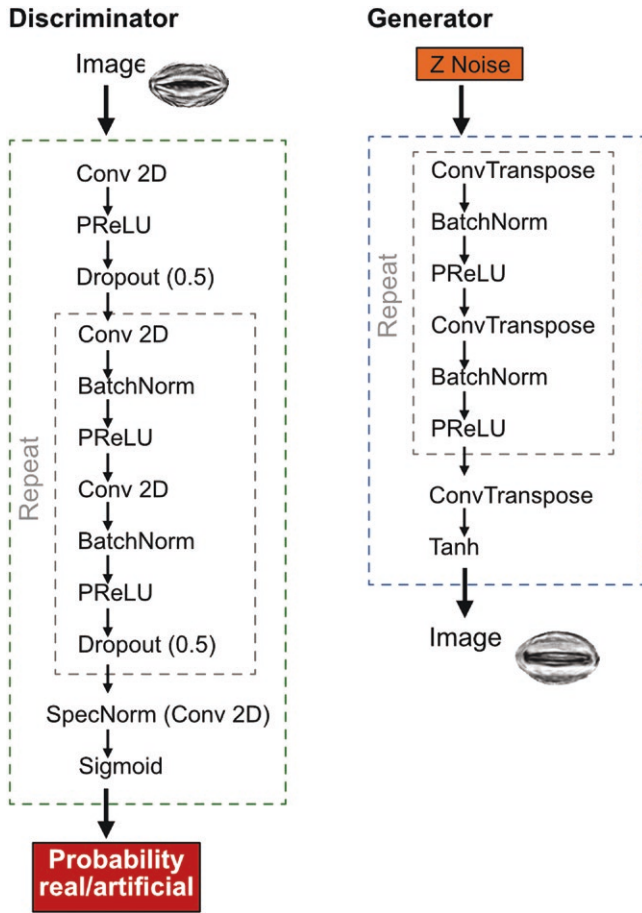 Discriminator
Image
Conv 2D
PReLU
Dropout (0.5)
Repeat
Conv 2D
BatchNorm
PReLU
Conv 2D
BatchNorm
PReLU
Dropout (0.5)
SpecNorm (Conv 2D)
Sigmoid
Probability
real/artificial
Generator
Z Noise
Repeat
ConvTranspose
BatchNorm
PReLU
ConvTranspose
BatchNorm
PReLU
ConvTranspose
Tanh
Image